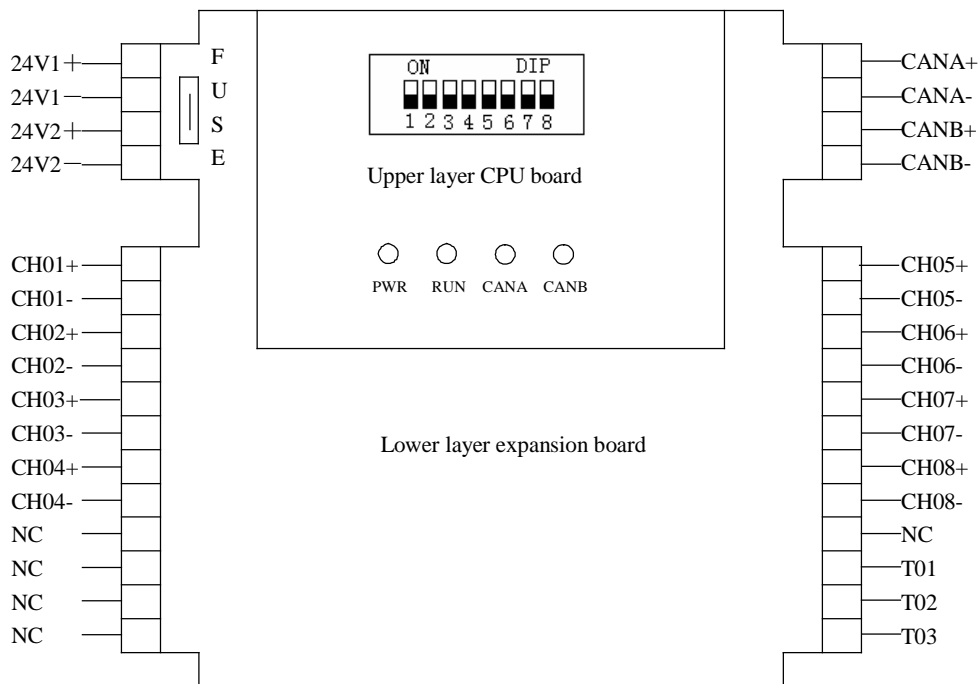 24V1+
24V1-
24V2+
24V2-
F
U
S
E
ON DIP
1 2 3 4 5 6 7 8
Upper layer CPU board
PWR RUN CANA CANB
CANA+
CANA-
CANB+
CANB-
CH01+
CH01-
CH02+
CH02-
CH03+
CH03-
CH04+
CH04-
NC
NC
NC
NC
Lower layer expansion board
CH05+
CH05-
CH06+
CH06-
CH07+
CH07-
CH08+
CH08-
NC
T01
T02
T03